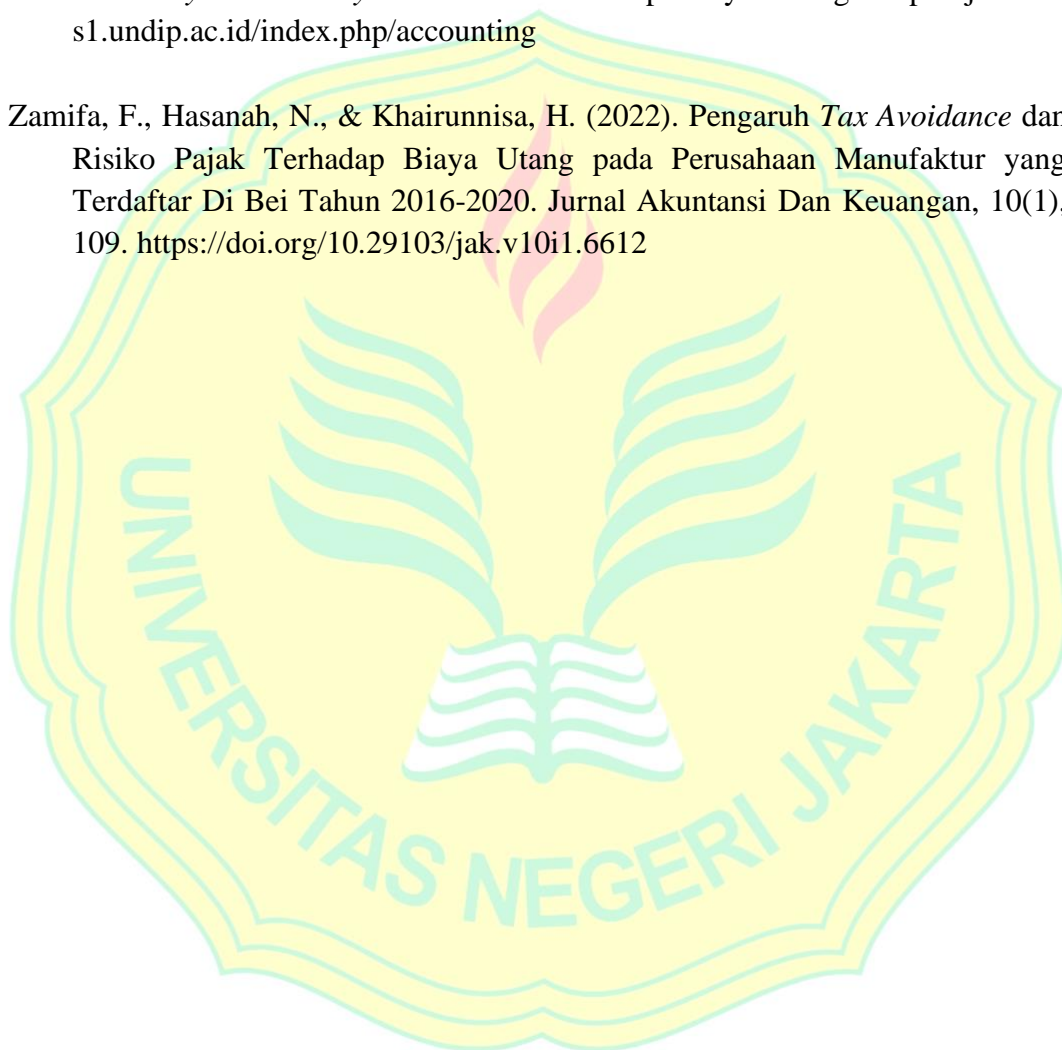 s1.undip.ac.id/index.php/accounting
Zamifa, F., Hasanah, N., & Khairunnisa, H. (2022). Pengaruh Tax Avoidance dan
Risiko Pajak Terhadap Biaya Utang pada Perusahaan Manufaktur yang
Terdaftar Di Bei Tahun 2016-2020. Jurnal Akuntansi Dan Keuangan, 10(1),
109. https://doi.org/10.29103/jak.v10i1.6612
UNIVERSITAS NEGERI JAKARTA